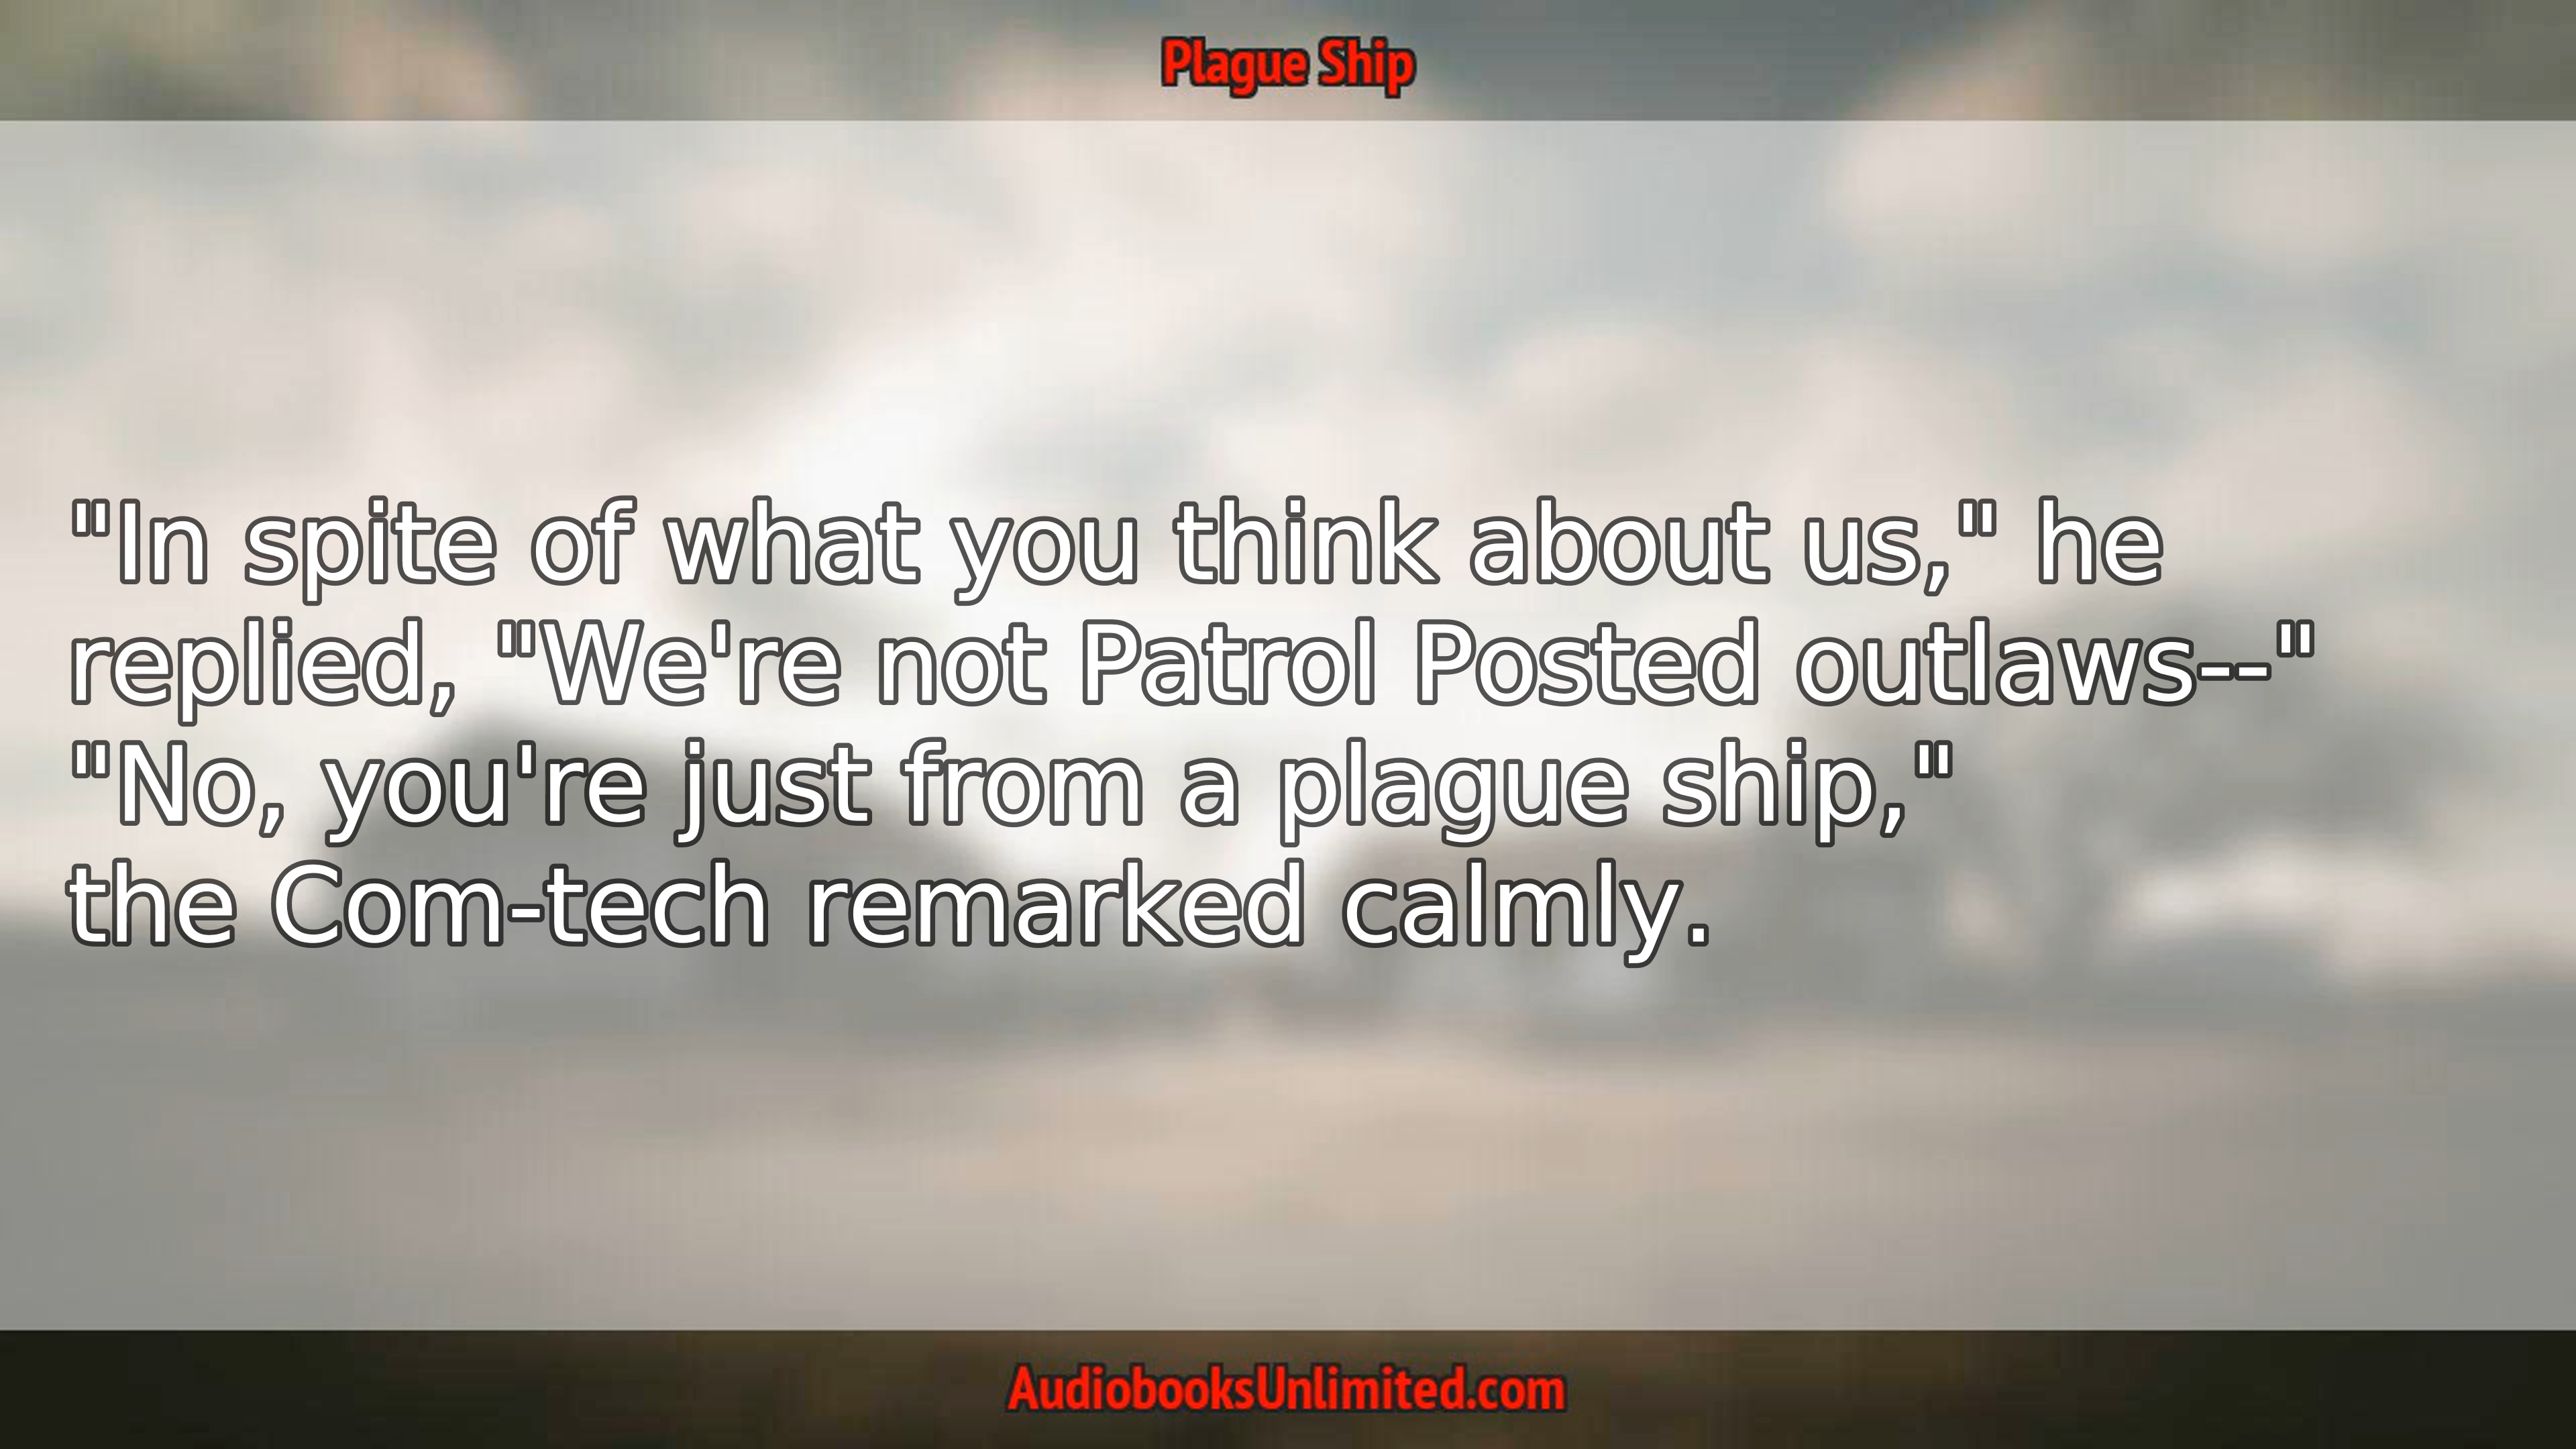 Plague Ship
"In spite of what you think about us," he
replied, "We're not Patrol Posted outlaws--"
"No, you're just from a plague ship,"
the Com-tech remarked calmly.
AudiobooksUnlimited.com